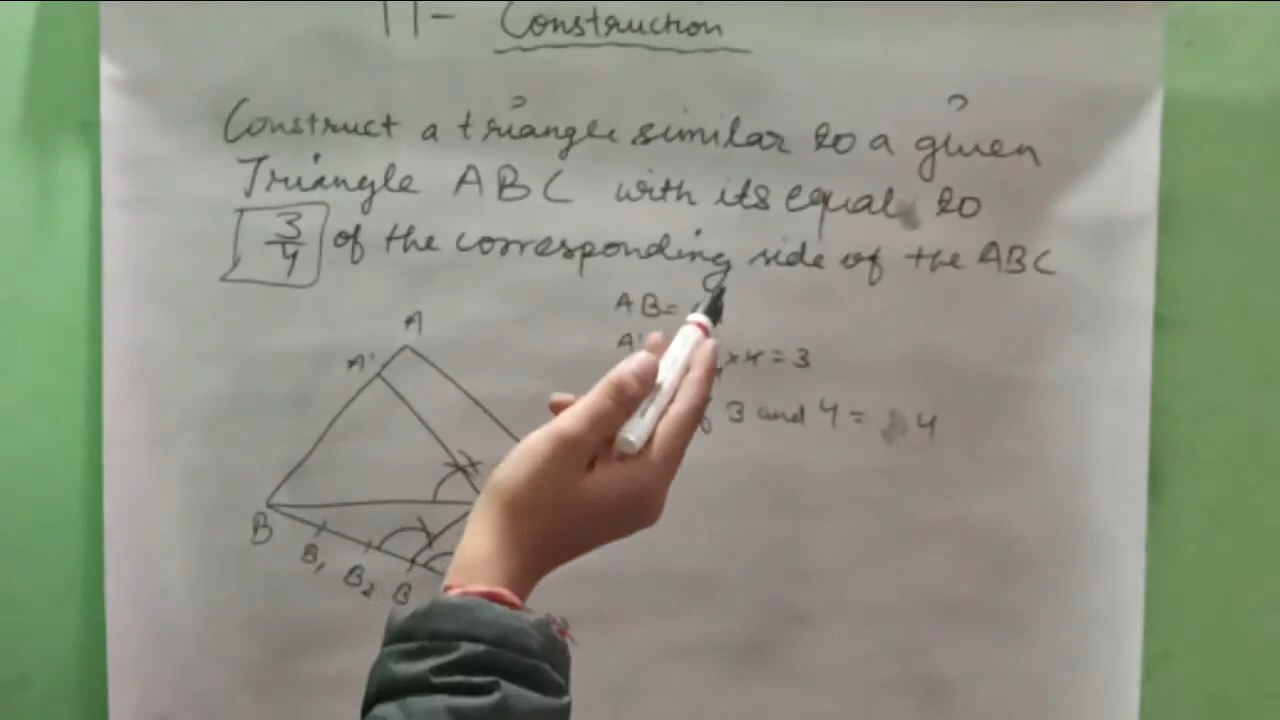 11- Construction
Construct a triangle similar to a given
Triangle ABC with its equal to
3/4 of the corresponding side of the ABC
AB=
A'
×4=3
3 and 4 = 4
A
A'
B
B1
B2
B